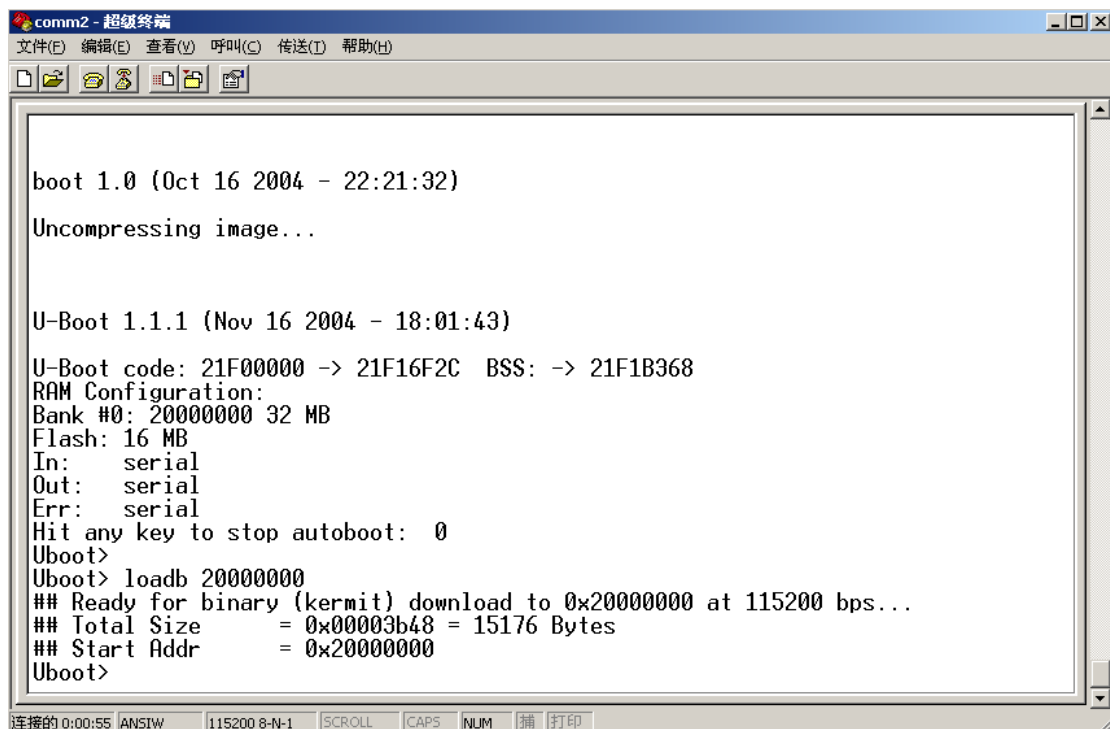 comm2 - 超级终端
文件(F) 编辑(E) 查看(V) 呼叫(C) 传送(T) 帮助(H)
boot 1.0 (Oct 16 2004 - 22:21:32)
Uncompressing image...
U-Boot 1.1.1 (Nov 16 2004 - 18:01:43)
U-Boot code: 21F00000 -> 21F16F2C  BSS: -> 21F1B368
RAM Configuration:
Bank #0: 20000000 32 MB
Flash: 16 MB
In:    serial
Out:   serial
Err:   serial
Hit any key to stop autoboot:  0
Uboot>
Uboot> loadb 20000000
## Ready for binary (kermit) download to 0x20000000 at 115200 bps...
## Total Size      = 0x00003b48 = 15176 Bytes
## Start Addr      = 0x20000000
Uboot>
连接的 0:00:55 ANSIW 115200 8-N-1 SCROLL CAPS NUM 捕 打印